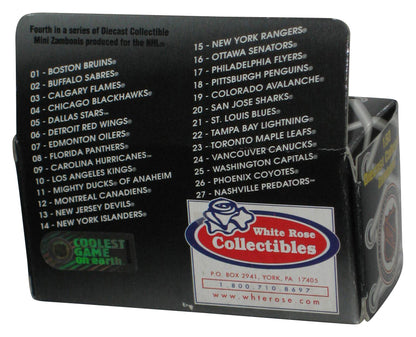 Fourth in a series of Diecast Collectible
Mini Zambonis produced for the NHL®
01 - BOSTON BRUINS®
02 - BUFFALO SABRES®
03 - CALGARY FLAMES®
04 - CHICAGO BLACKHAWKS®
05 - DALLAS STARS™
06 - DETROIT RED WINGS®
07 - EDMONTON OILERS®
08 - FLORIDA PANTHERS®
09 - CAROLINA HURRICANES™
10 - LOS ANGELES KINGS®
11 - MIGHTY DUCKS® OF ANAHEIM
12 - MONTREAL CANADIENS®
13 - NEW JERSEY DEVILS®
14 - NEW YORK ISLANDERS®
15 - NEW YORK RANGERS®
16 - OTTAWA SENATORS®
17 - PHILADELPHIA FLYERS®
18 - PITTSBURGH PENGUINS®
19 - COLORADO AVALANCHE®
20 - SAN JOSE SHARKS®
21 - ST. LOUIS BLUES®
22 - TAMPA BAY LIGHTNING®
23 - TORONTO MAPLE LEAFS®
24 - VANCOUVER CANUCKS®
25 - WASHINGTON CAPITALS®
26 - PHOENIX COYOTES®
27 - NASHVILLE PREDATORS™
COOLEST
GAME
on earth
White Rose
Collectibles
P.O. BOX 2941, YORK, PA 17405
1.800.710.8697
www.whterose.com